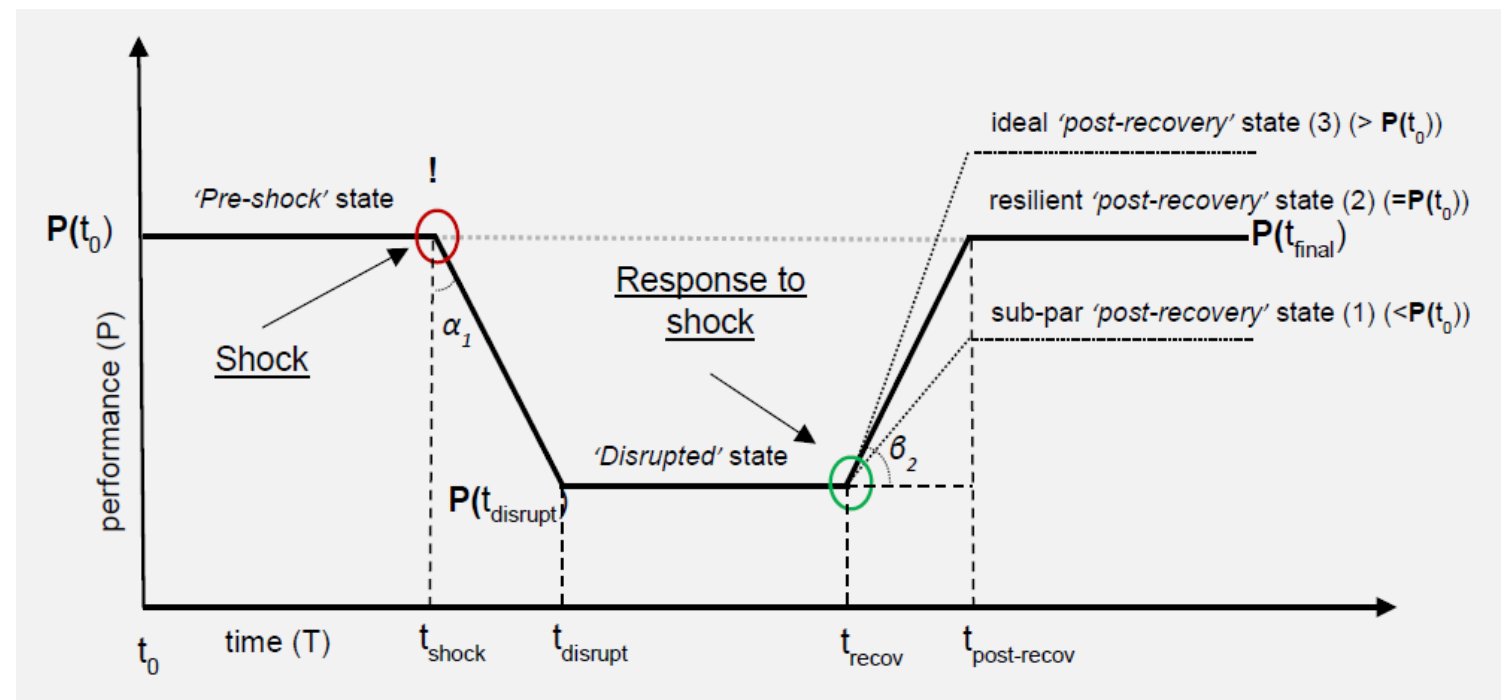 ideal ‘post-recovery’ state (3) (> P(t0))
!
‘Pre-shock’ state
resilient ‘post-recovery’ state (2) (=P(t0))
P(t0)
P(tfinal)
Response to
shock
sub-par ‘post-recovery’ state (1) (<P(t0))
α1
Shock
performance (P)
‘Disrupted’ state
β2
P(tdisrupt)
t0
time (T)
tshock
tdisrupt
trecov
tpost-recov